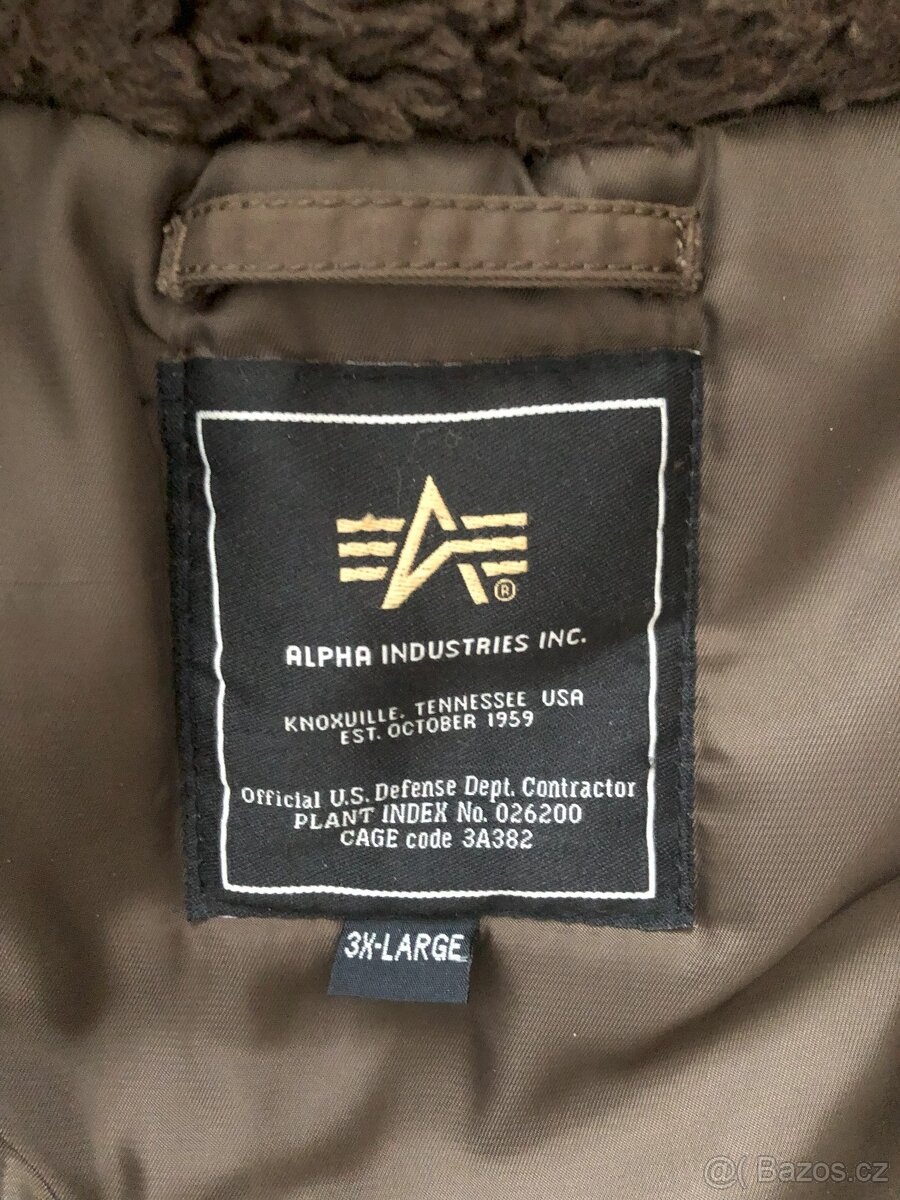 ®
ALPHA INDUSTRIES INC.
KNOXVILLE, TENNESSEE USA
EST. OCTOBER 1959
Official U.S. Defense Dept. Contractor
PLANT INDEX No. 026200
CAGE code 3A382
3X-LARGE
@( Bazos.cz